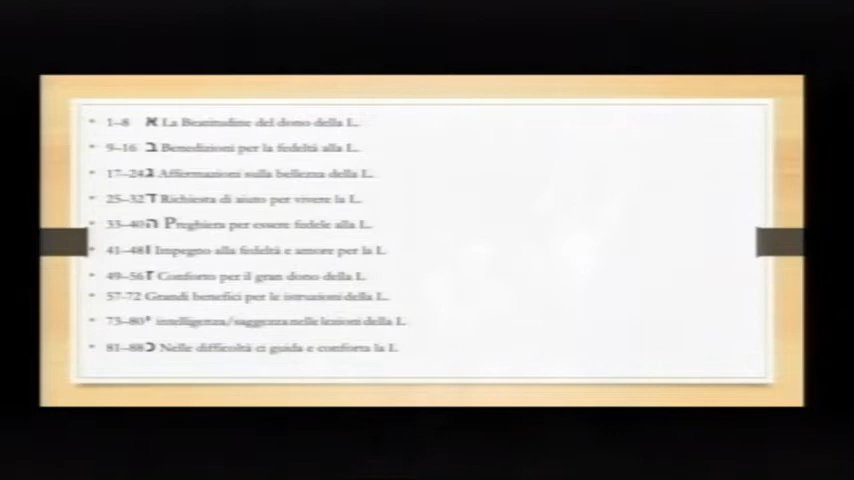 • 1–8 א La Beatitudine del dono della L.
• 9–16 ב Benedizioni per la fedeltà alla L.
• 17–24 ג Affermazioni sulla bellezza della L.
• 25–32 ד Richiesta di aiuto per vivere la L.
• 33–40 ה Preghiera per essere fedele alla L.
• 41–48 ו Impegno alla fedeltà e amore per la L
• 49–56 ז Conforto per il gran dono della L
• 57-72 Grandi benefici per le istruzioni della L.
• 73–80 י intelligenza/saggezza nelle lezioni della L
• 81–88 כ Nelle difficoltà ci guida e conforta la L